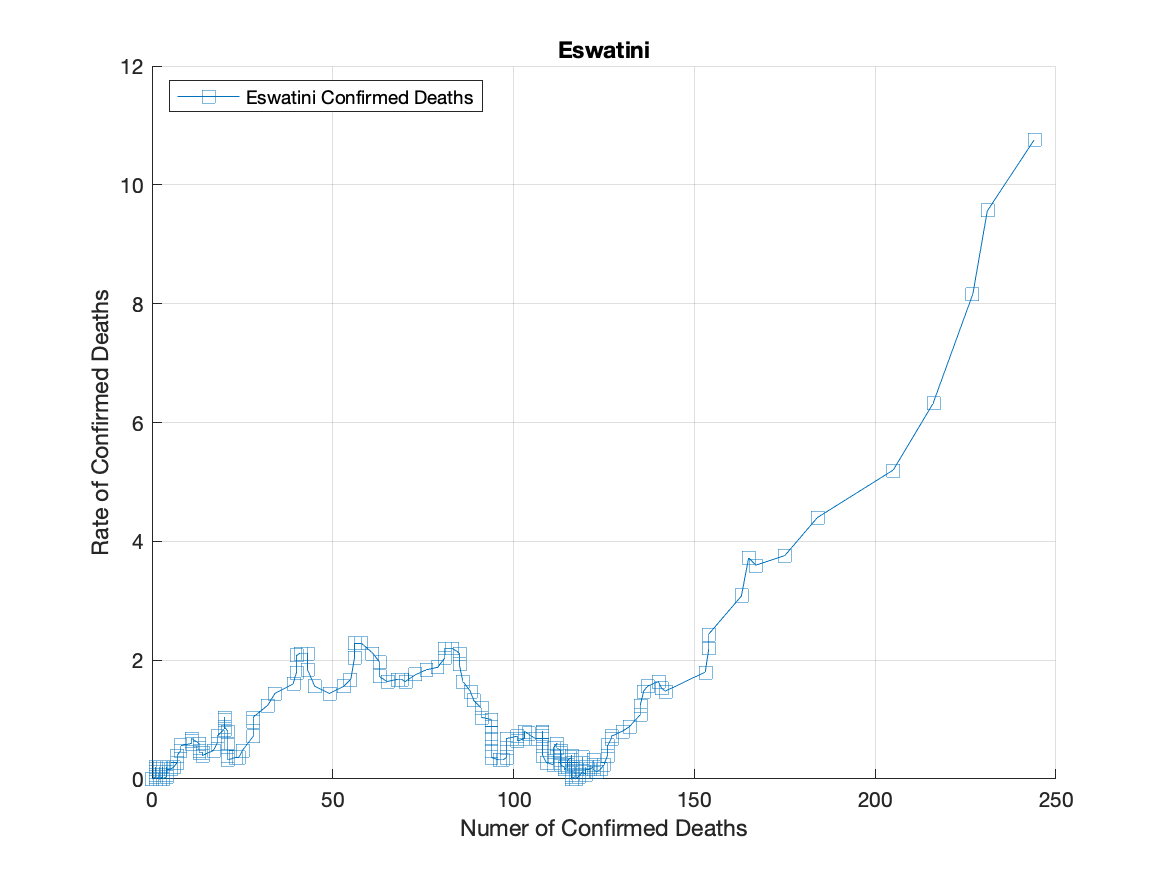 Eswatini
Eswatini Confirmed Deaths
12
10
8
6
4
2
0
Rate of Confirmed Deaths
0 50 100 150 200 250
Numer of Confirmed Deaths